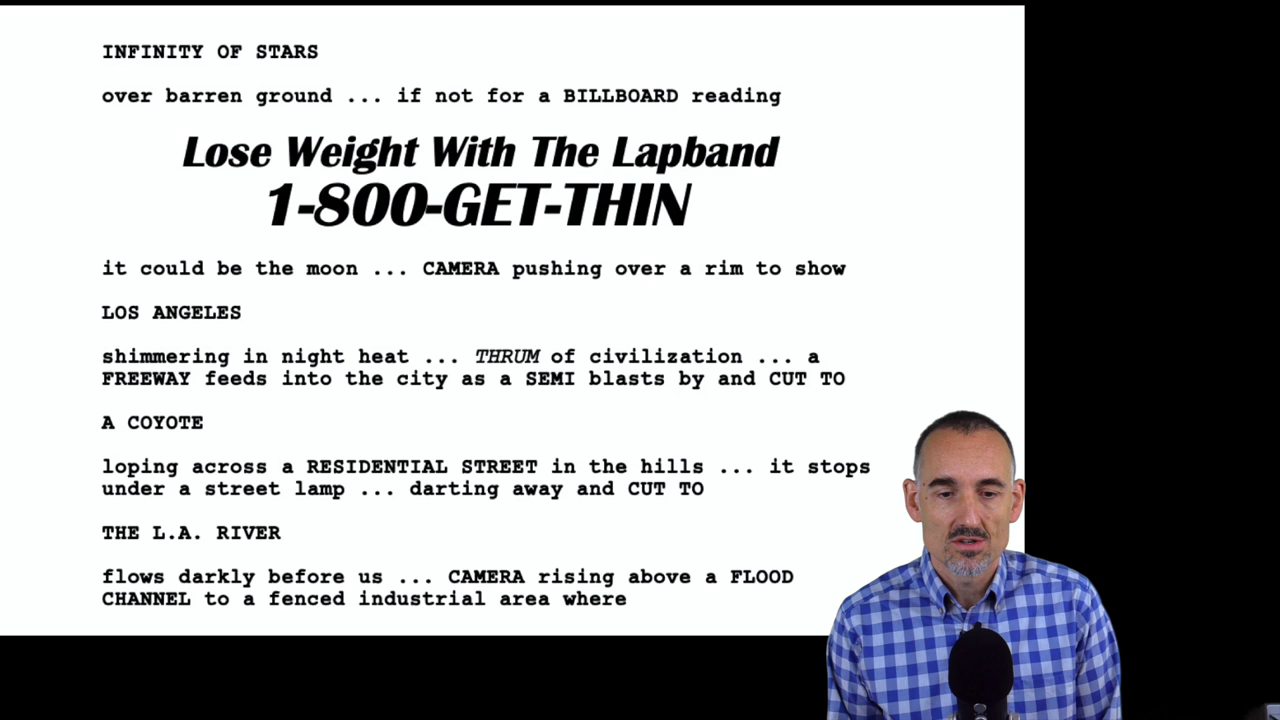 INFINITY OF STARS
over barren ground ... if not for a BILLBOARD reading
Lose Weight With The Lapband
1-800-GET-THIN
it could be the moon ... CAMERA pushing over a rim to show
LOS ANGELES
shimmering in night heat ... THRUM of civilization ... a
FREEWAY feeds into the city as a SEMI blasts by and CUT TO
A COYOTE
loping across a RESIDENTIAL STREET in the hills ... it stops
under a street lamp ... darting away and CUT TO
THE L.A. RIVER
flows darkly before us ... CAMERA rising above a FLOOD
CHANNEL to a fenced industrial area where